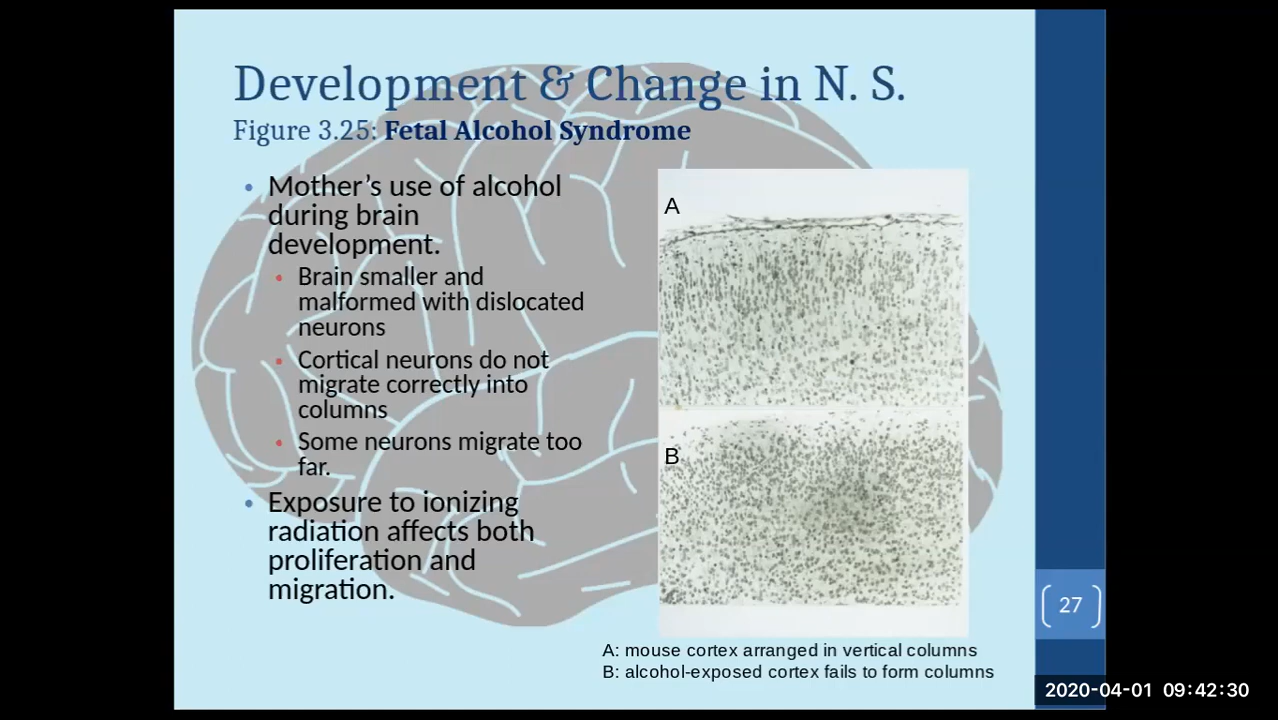 Development & Change in N. S.
Figure 3.25: Fetal Alcohol Syndrome
• Mother’s use of alcohol
during brain
development.
• Brain smaller and
malformed with dislocated
neurons
• Cortical neurons do not
migrate correctly into
columns
• Some neurons migrate too
far.
• Exposure to ionizing
radiation affects both
proliferation and
migration.
A
B
A: mouse cortex arranged in vertical columns
B: alcohol-exposed cortex fails to form columns
27
2020-04-01 09:42:30